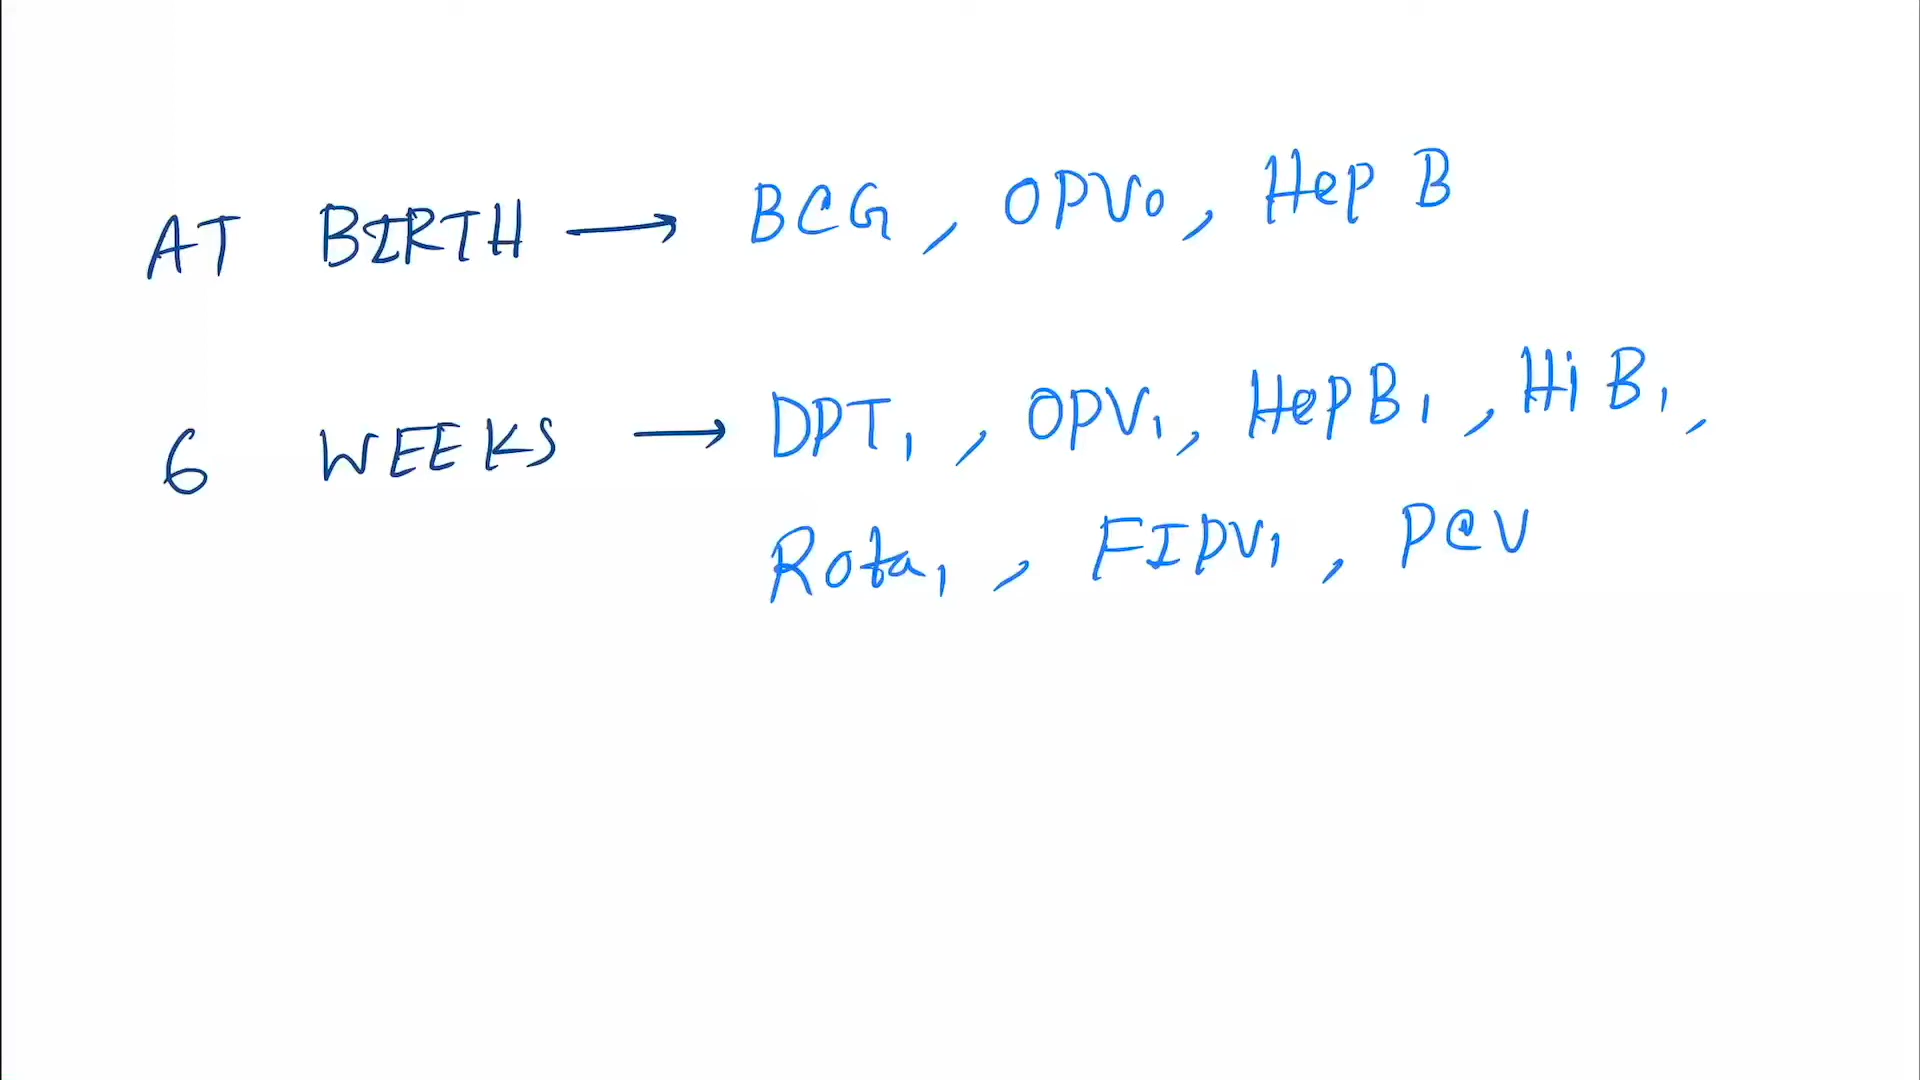 AT BIRTH → BCG, OPV₀, Hep B
6 WEEKS → DPT₁, OPV₁, HepB₁, HiB₁,
Rota₁, FIPV₁, PCV